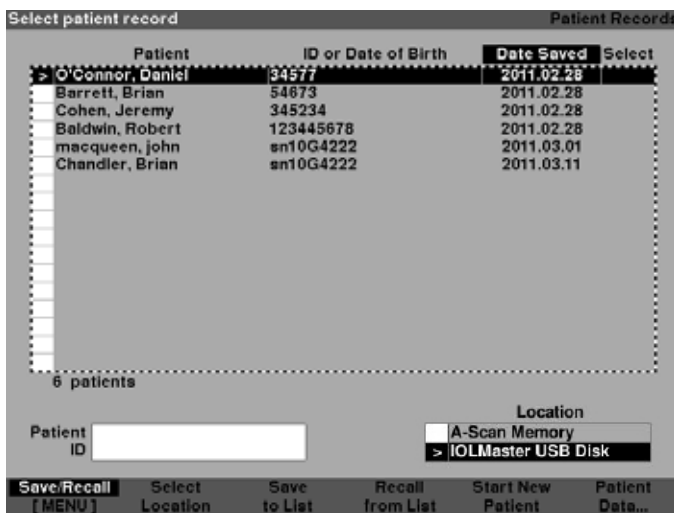 Select patient record Patient Records
Patient ID or Date of Birth Date Saved Select
> O'Connor, Daniel 34577 2011.02.28
Barrett, Brian 54673 2011.02.28
Cohen, Jeremy 345234 2011.02.28
Baldwin, Robert 123445678 2011.02.28
macqueen, john sn10G4222 2011.03.01
Chandler, Brian sn10G4222 2011.03.11
6 patients
Location
Patient ID
A-Scan Memory
> IOLMaster USB Disk
Save/Recall Select Save Recall Start New Patient
[MENU] Location to List from List Patient Data...